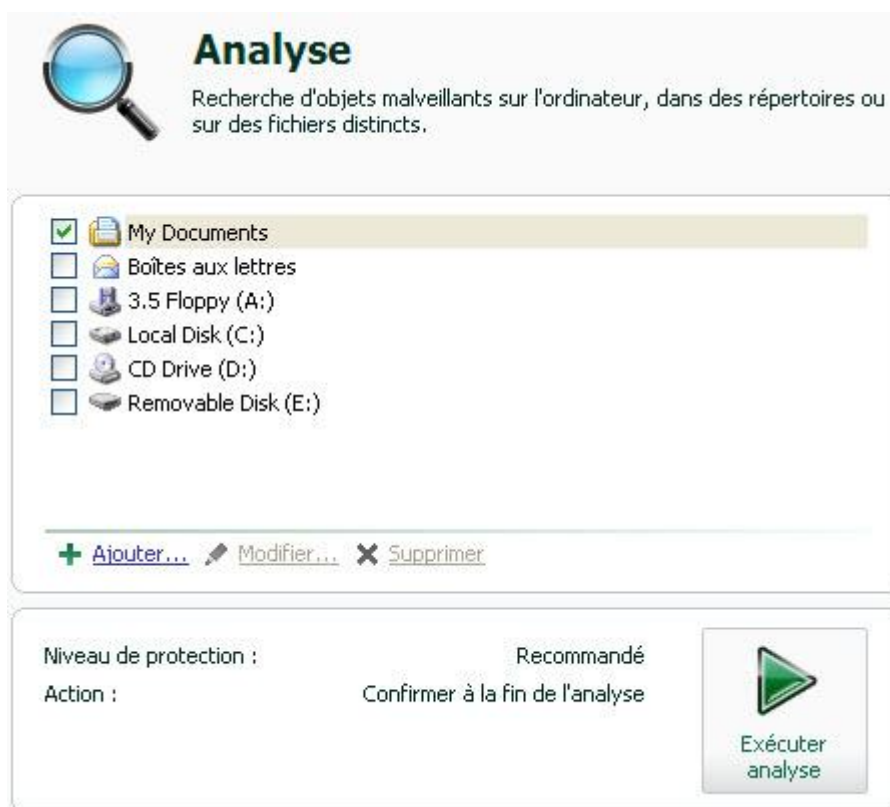 Analyse
Recherche d'objets malveillants sur l'ordinateur, dans des répertoires ou
sur des fichiers distincts.
My Documents
Boîtes aux lettres
3.5 Floppy (A:)
Local Disk (C:)
CD Drive (D:)
Removable Disk (E:)
Ajouter... Modifier... Supprimer
Niveau de protection : Recommandé
Action : Confirmer à la fin de l'analyse
Exécuter
analyse